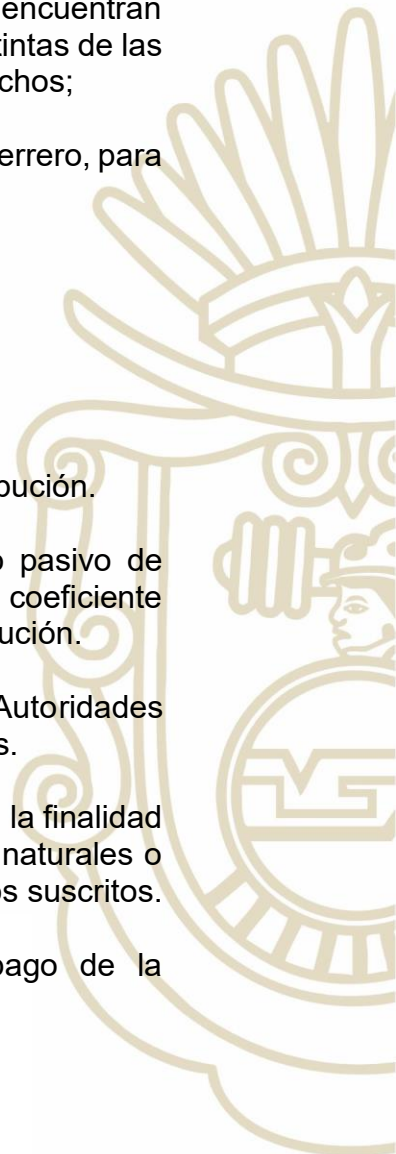 encuentran
tintas de las
chos;
errero, para
bución.
o pasivo de
coeficiente
ución.
Autoridades
s.
la finalidad
naturales o
os suscritos.
pago de la